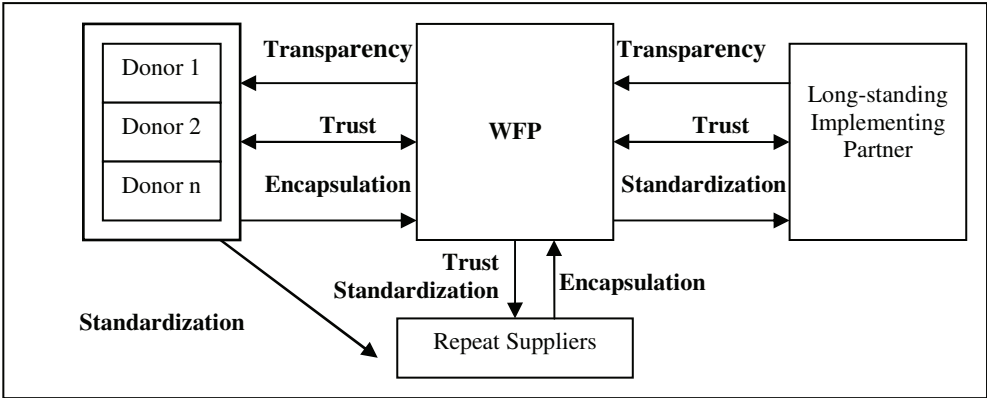 Transparency
Transparency
Donor 1
Donor 2
Donor n
Trust
Encapsulation
WFP
Trust
Standardization
Long-standing
Implementing
Partner
Trust
Standardization
Encapsulation
Standardization
Repeat Suppliers